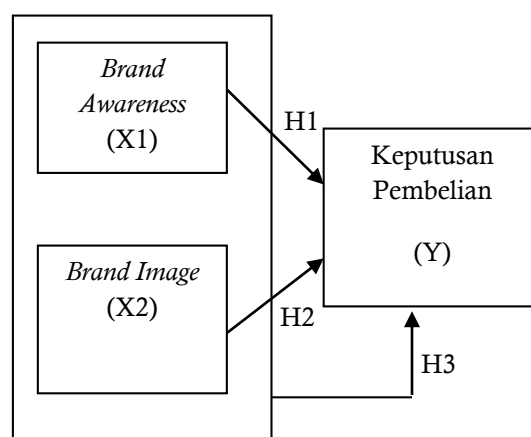 Brand
Awareness
(X1)
H1
Keputusan
Pembelian
(Y)
Brand Image
(X2)
H2
H3